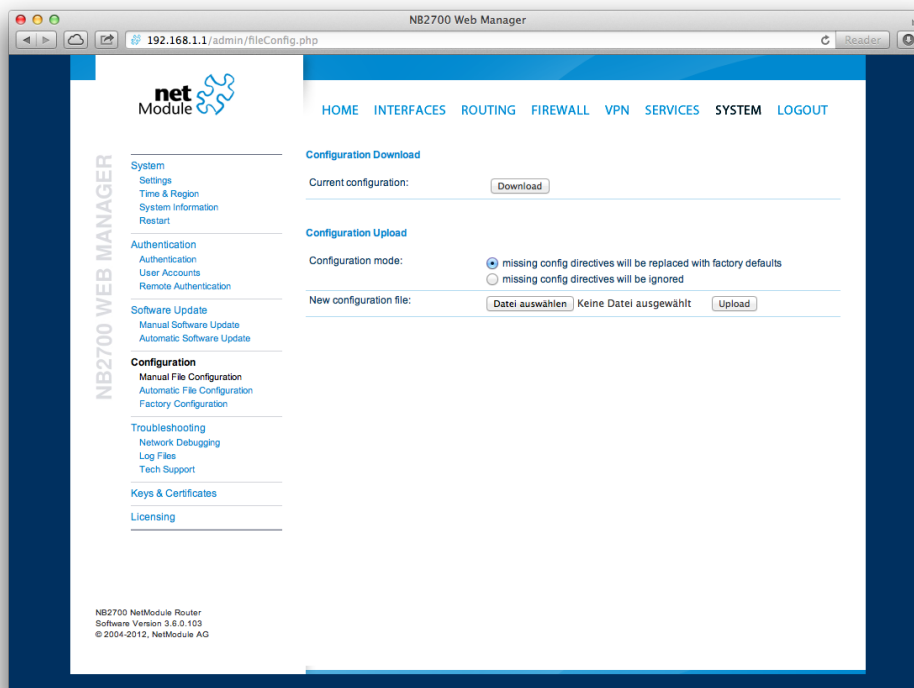 NB2700 Web Manager
192.168.1.1/admin/fileConfig.php
Reader
net
Module
HOME INTERFACES ROUTING FIREWALL VPN SERVICES SYSTEM LOGOUT
NB2700 WEB MANAGER
System
Settings
Time & Region
System Information
Restart
Authentication
Authentication
User Accounts
Remote Authentication
Software Update
Manual Software Update
Automatic Software Update
Configuration
Manual File Configuration
Automatic File Configuration
Factory Configuration
Troubleshooting
Network Debugging
Log Files
Tech Support
Keys & Certificates
Licensing
Configuration Download
Current configuration: Download
Configuration Upload
Configuration mode: missing config directives will be replaced with factory defaults
missing config directives will be ignored
New configuration file: Datei auswählen Keine Datei ausgewählt Upload
NB2700 NetModule Router
Software Version 3.6.0.103
© 2004-2012, NetModule AG